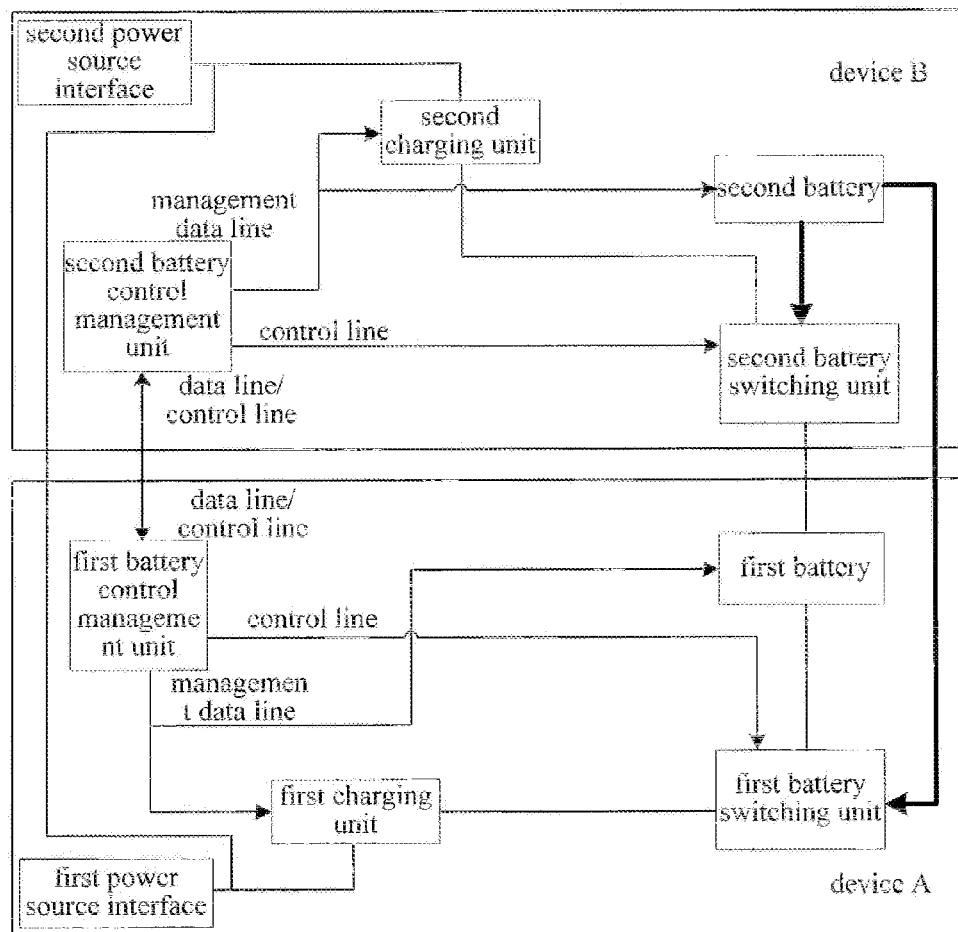 second power
source
interface
device B
second
charging unit
second battery
management
data line
second battery
control
management
unit
control line
second battery
switching unit
data line/
control line
data line/
control line
first battery
control
manageme
nt unit
first battery
control line
managemen
t data line
first charging
unit
first battery
switching unit
first power
source interface
device A